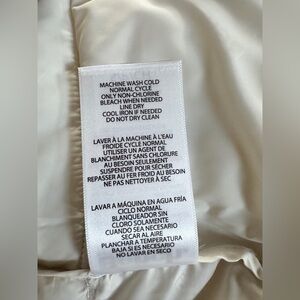 MACHINE WASH COLD
NORMAL CYCLE
ONLY NON-CHLORINE
BLEACH WHEN NEEDED
LINE DRY
COOL IRON IF NEEDED
DO NOT DRY CLEAN
LAVER À LA MACHINE À L'EAU
FROIDE CYCLE NORMAL
UTILISER UN AGENT DE
BLANCHIMENT SANS CHLORURE
AU BESOIN SEULEMENT
SUSPENDRE POUR SÉCHER
REPASSER AU FER FROID AU BESOIN
NE PAS NETTOYER À SEC
LAVAR A MÁQUINA EN AGUA FRÍA
CICLO NORMAL
BLANQUEADOR SIN
CLORO SOLAMENTE
CUANDO SEA NECESARIO
SECAR AL AIRE
PLANCHAR A TEMPERATURA
BAJA SI ES NECESARIO
NO LAVAR EN SECO